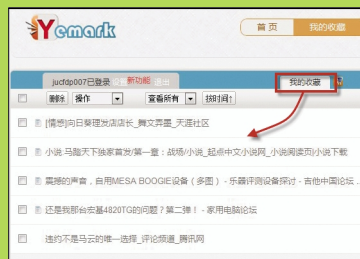 Yemark
首页 我的收藏
jucfdp007已登录 设置 新功能 退出 我的收藏
删除 操作 查看所有 按时间↑
[情感]向日葵理发店店长_舞文弄墨_天涯社区
小说:马踏天下独家首发/第一章:战场/小说_起点中文小说网_小说阅读页|小说下载
震撼的声音，自用MESA BOOGIE设备（多图）- 乐器评测设备探讨 - 吉他中国论坛 ..
还是我那台宏基4820TG的问题？第二弹！ - 家用电脑论坛
违约不是马云的唯一选择_评论频道_腾讯网